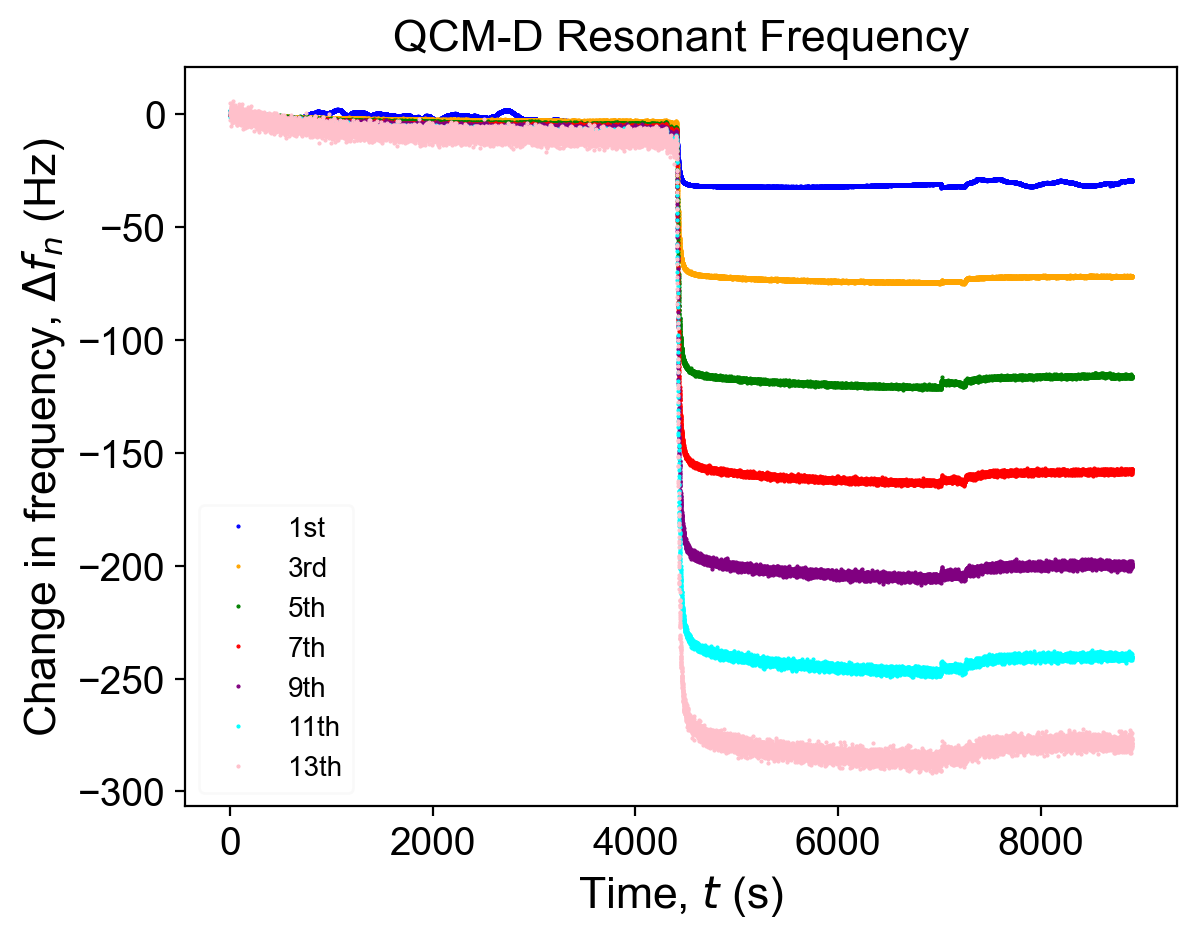 QCM-D Resonant Frequency
Change in frequency, Δfₙ (Hz)
0
−50
−100
−150
−200
−250
−300
1st
3rd
5th
7th
9th
11th
13th
0 2000 4000 6000 8000
Time, t (s)